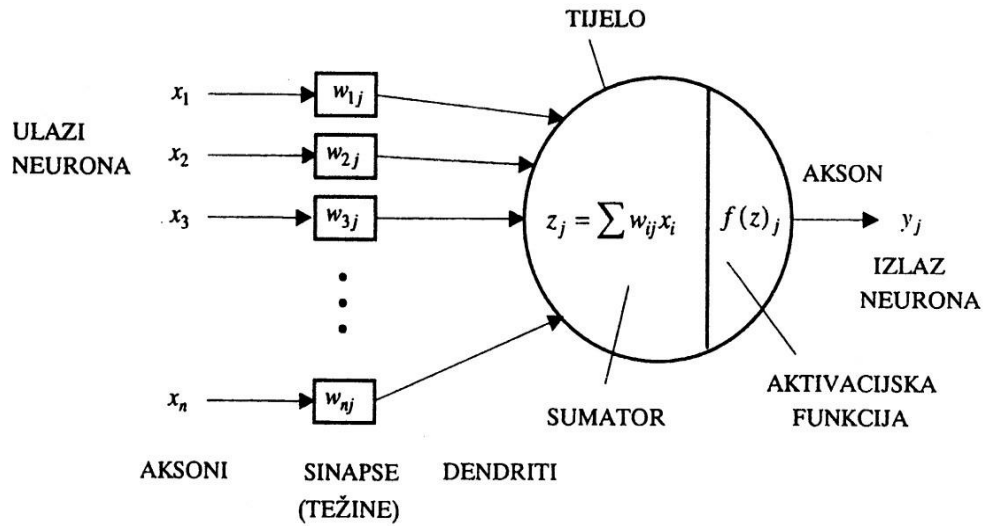 TIJELO
ULAZI
NEURONA
x₁
w₁ⱼ
x₂
w₂ⱼ
x₃
w₃ⱼ
xₙ
wₙⱼ
zⱼ = ∑ wᵢⱼxᵢ
f(z)ⱼ
AKSON
yⱼ
IZLAZ
NEURONA
SUMATOR
AKTIVACIJSKA
FUNKCIJA
AKSONI
SINAPSE
(TEŽINE)
DENDRITI